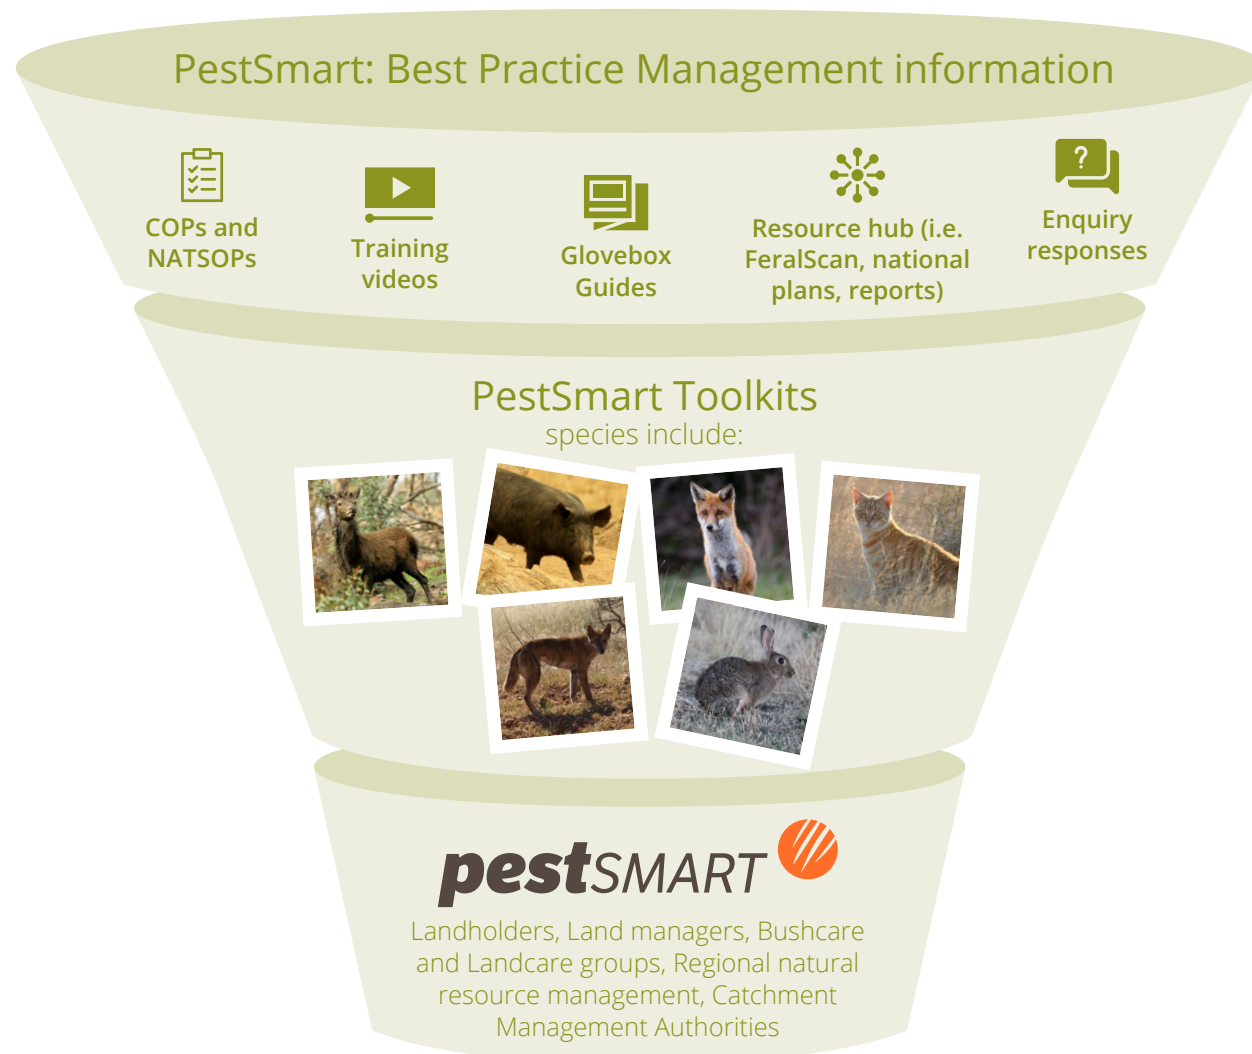 PestSmart: Best Practice Management information
COPs and
NATSOPs
Training
videos
Glovebox
Guides
Resource hub (i.e.
FeralScan, national
plans, reports)
?
Enquiry
responses
PestSmart Toolkits
species include:
pestSMART
Landholders, Land managers, Bushcare
and Landcare groups, Regional natural
resource management, Catchment
Management Authorities